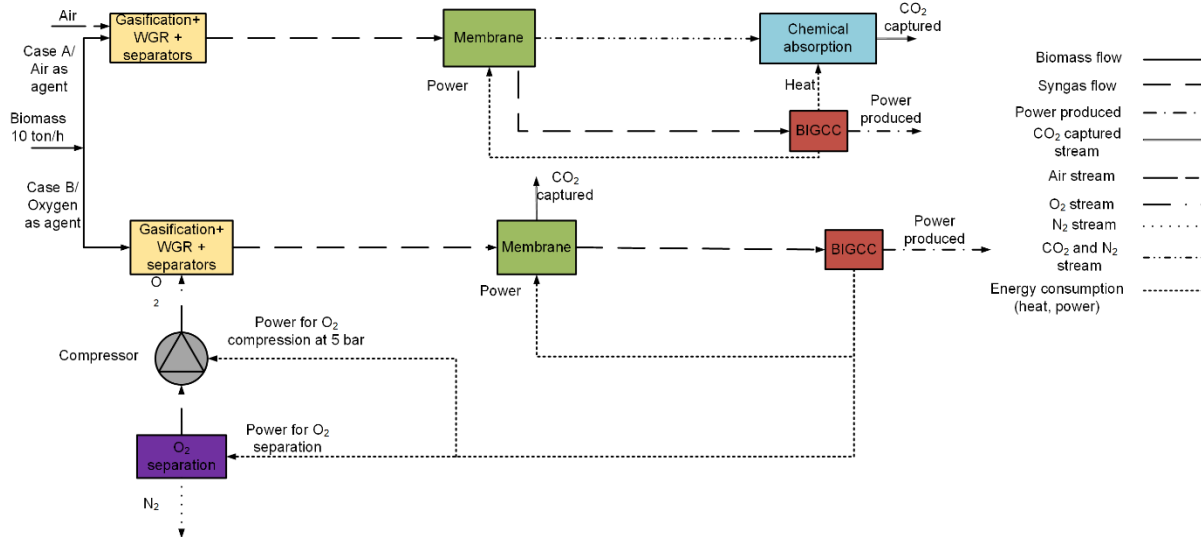 Air
Gasification+
WGR +
separators
Case A/
Air as
agent
Biomass
10 ton/h
Case B/
Oxygen
as agent
Membrane
Power
Chemical
absorption
CO₂
captured
Heat
BIGCC
Power
produced
Gasification+
WGR +
separators
O
2
CO₂
captured
Membrane
Power
BIGCC
Power
produced
Compressor
Power for O₂
compression at 5 bar
Power for O₂
separation
O₂
separation
N₂
Biomass flow
Syngas flow
Power produced
CO₂ captured
stream
Air stream
O₂ stream
N₂ stream
CO₂ and N₂
stream
Energy consumption
(heat, power)